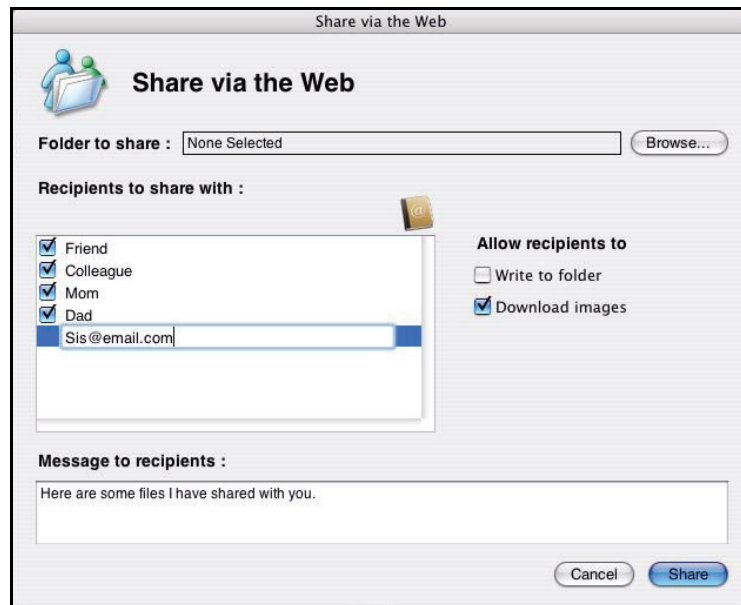 Share via the Web
Share via the Web
Folder to share : None Selected Browse...
Recipients to share with :
@
Friend
Colleague
Mom
Dad
Sis@email.com
Allow recipients to
Write to folder
Download images
Message to recipients :
Here are some files I have shared with you.
Cancel Share